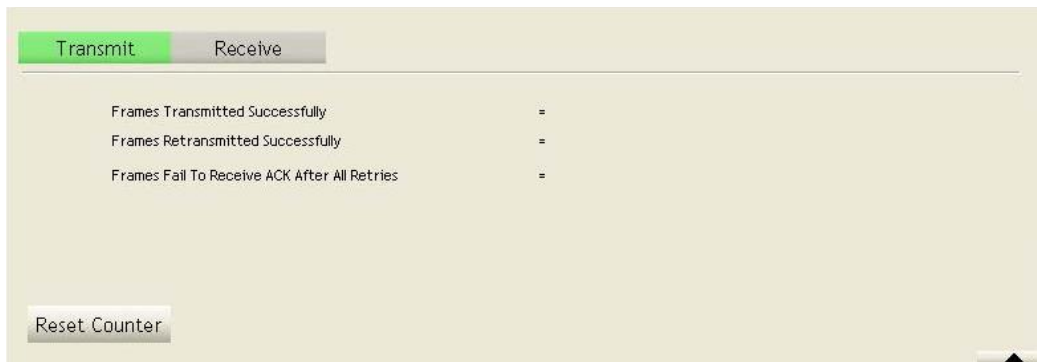 Transmit Receive
Frames Transmitted Successfully =
Frames Retransmitted Successfully =
Frames Fail To Receive ACK After All Retries =
Reset Counter